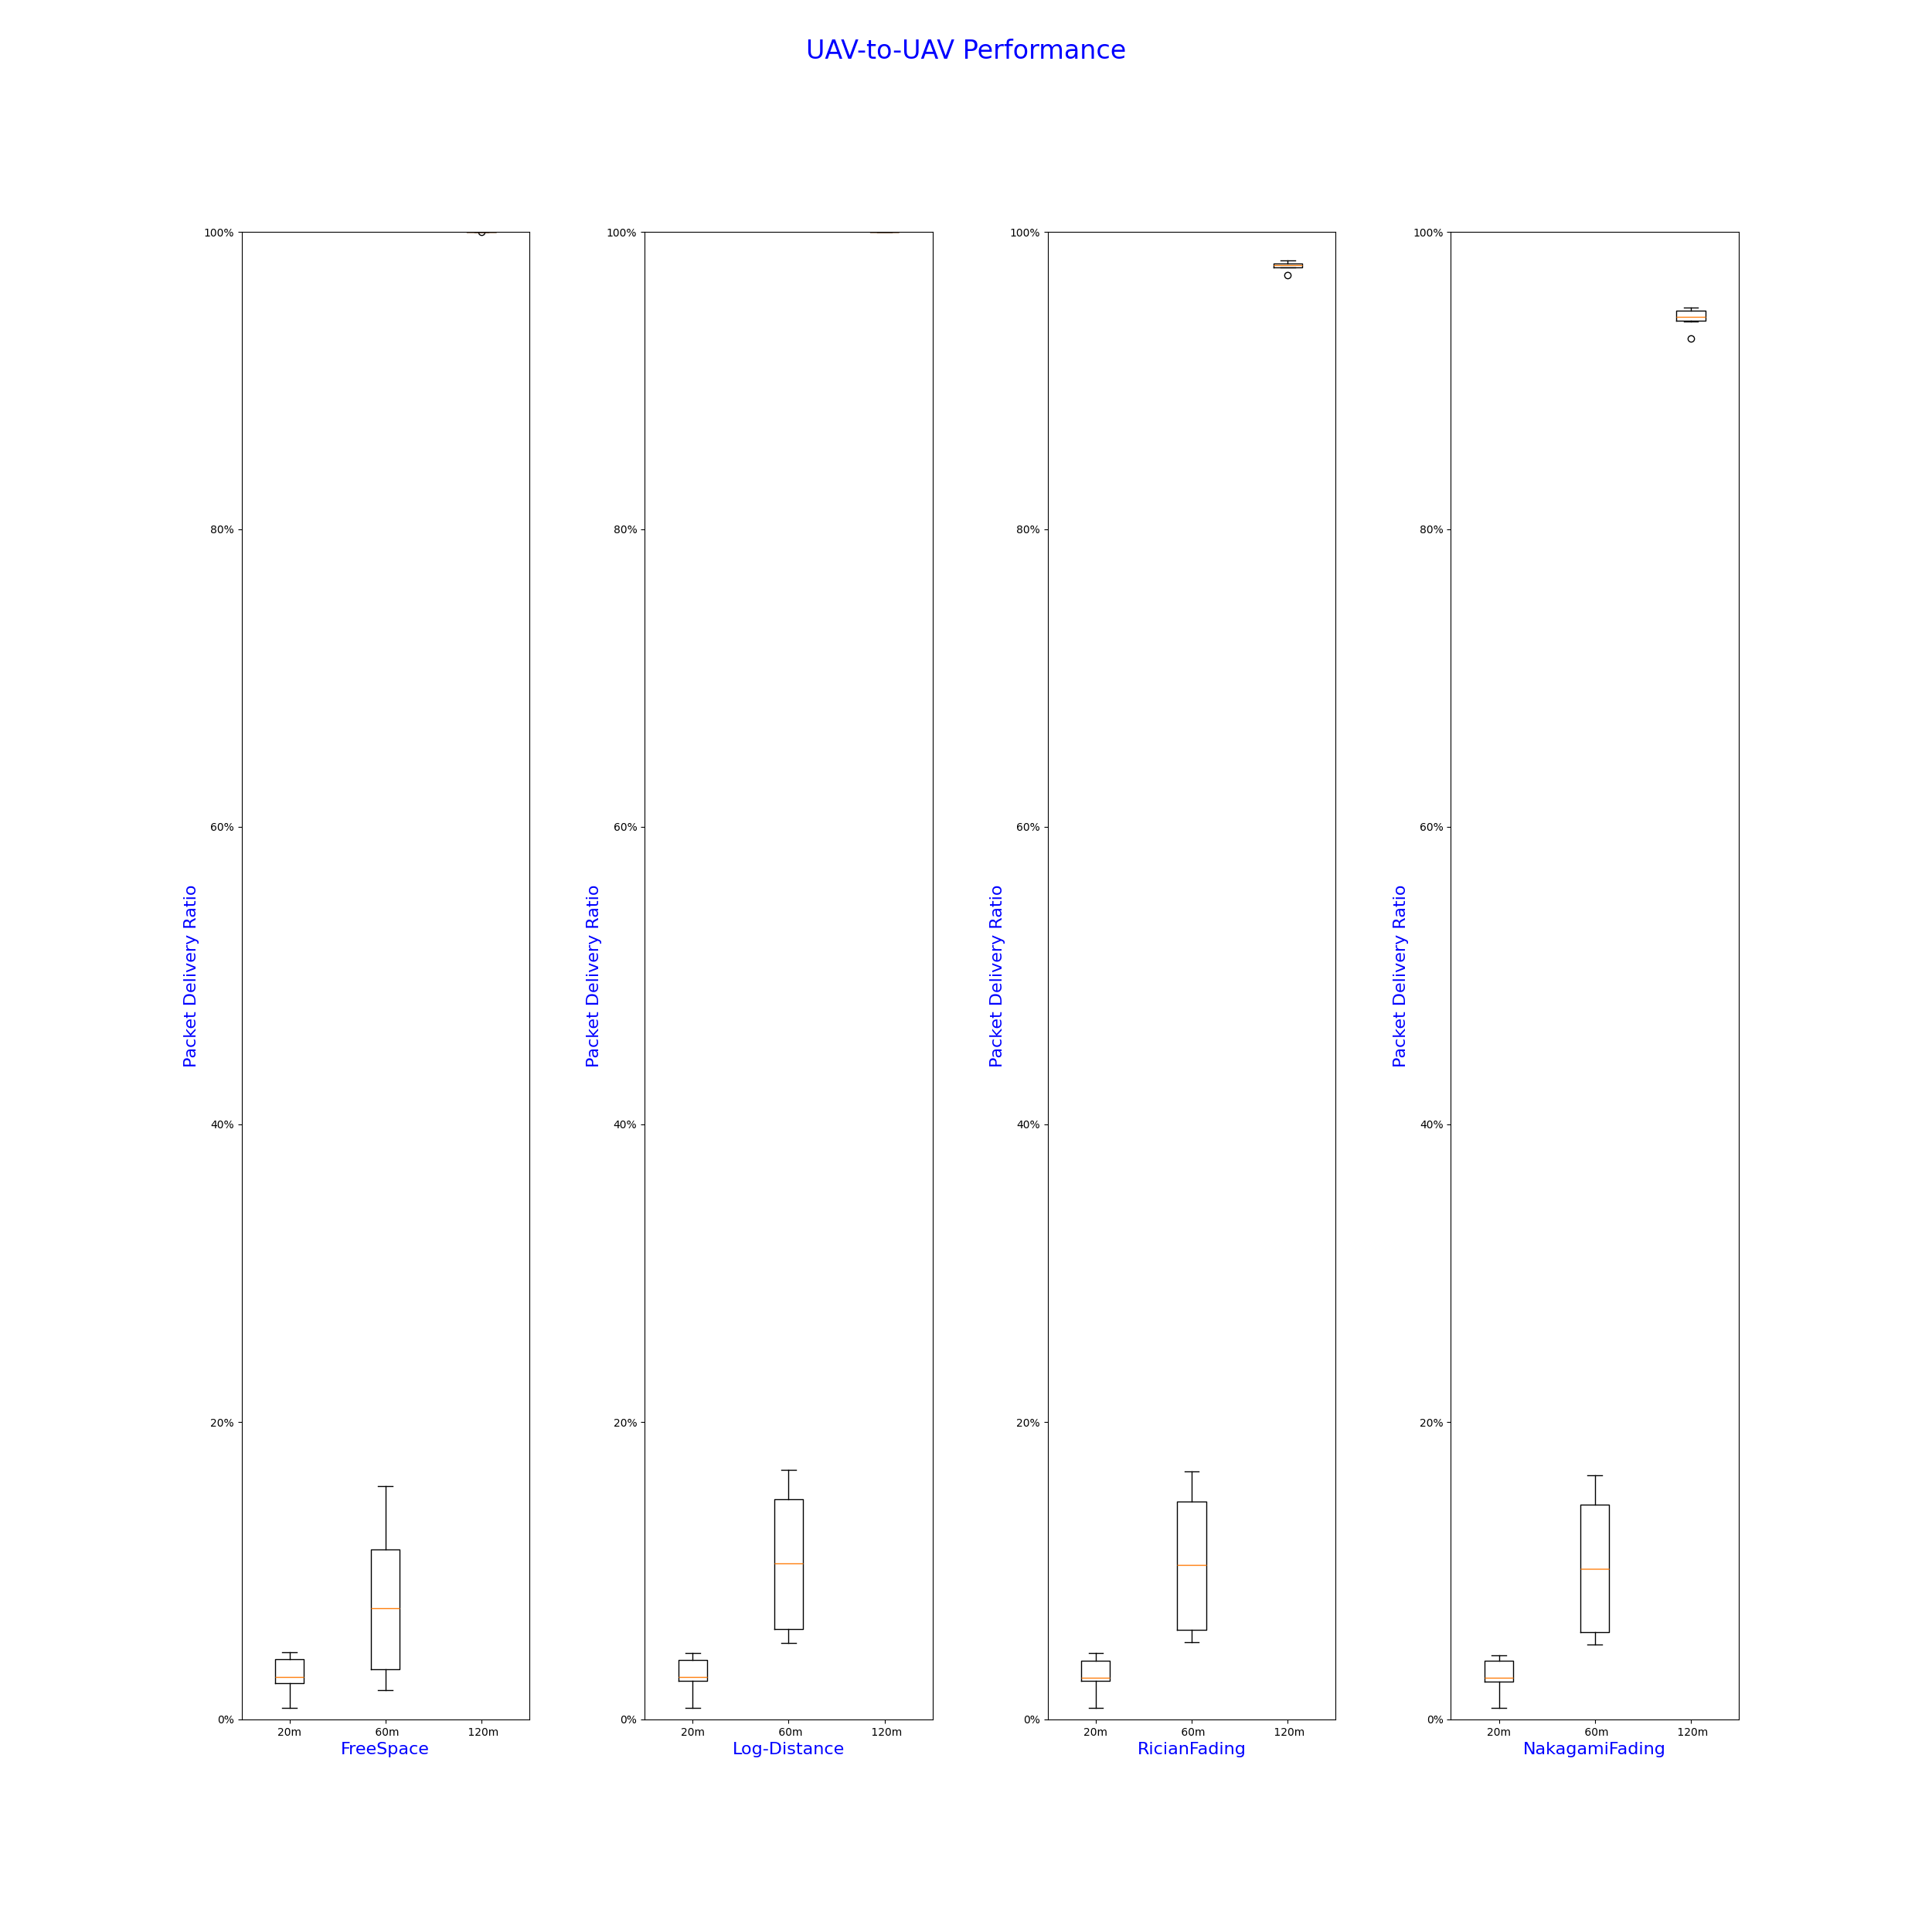 UAV-to-UAV Performance
100%
80%
60%
40%
20%
0%
Packet Delivery Ratio
20m 60m 120m
FreeSpace
100%
80%
60%
40%
20%
0%
Packet Delivery Ratio
20m 60m 120m
Log-Distance
100%
80%
60%
40%
20%
0%
Packet Delivery Ratio
20m 60m 120m
RicianFading
100%
80%
60%
40%
20%
0%
Packet Delivery Ratio
20m 60m 120m
NakagamiFading